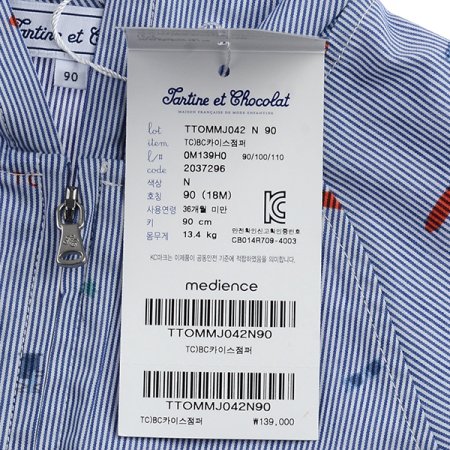 Tartine et Chocolat
90
Tartine et Chocolat
MAISON FRANÇAISE DE MODE ENFANTINE
lot TTOMMJ042 N 90
item TC)BC카이스점퍼
l/# 0M139H0 90/100/110
code 2037296
색상 N
호칭 90 (18M)
사용연령 36개월 미만
키 90 cm
몸무게 13.4 kg
안전확인신고확인증번호
CB014R709-4003
KC마크는 이제품이 공통안전 기준에 적합하였음을 의미합니다.
medience
TTOMMJ042N90
TC)BC카이스점퍼
TTOMMJ042N90
TC)BC카이스점퍼 ₩139,000